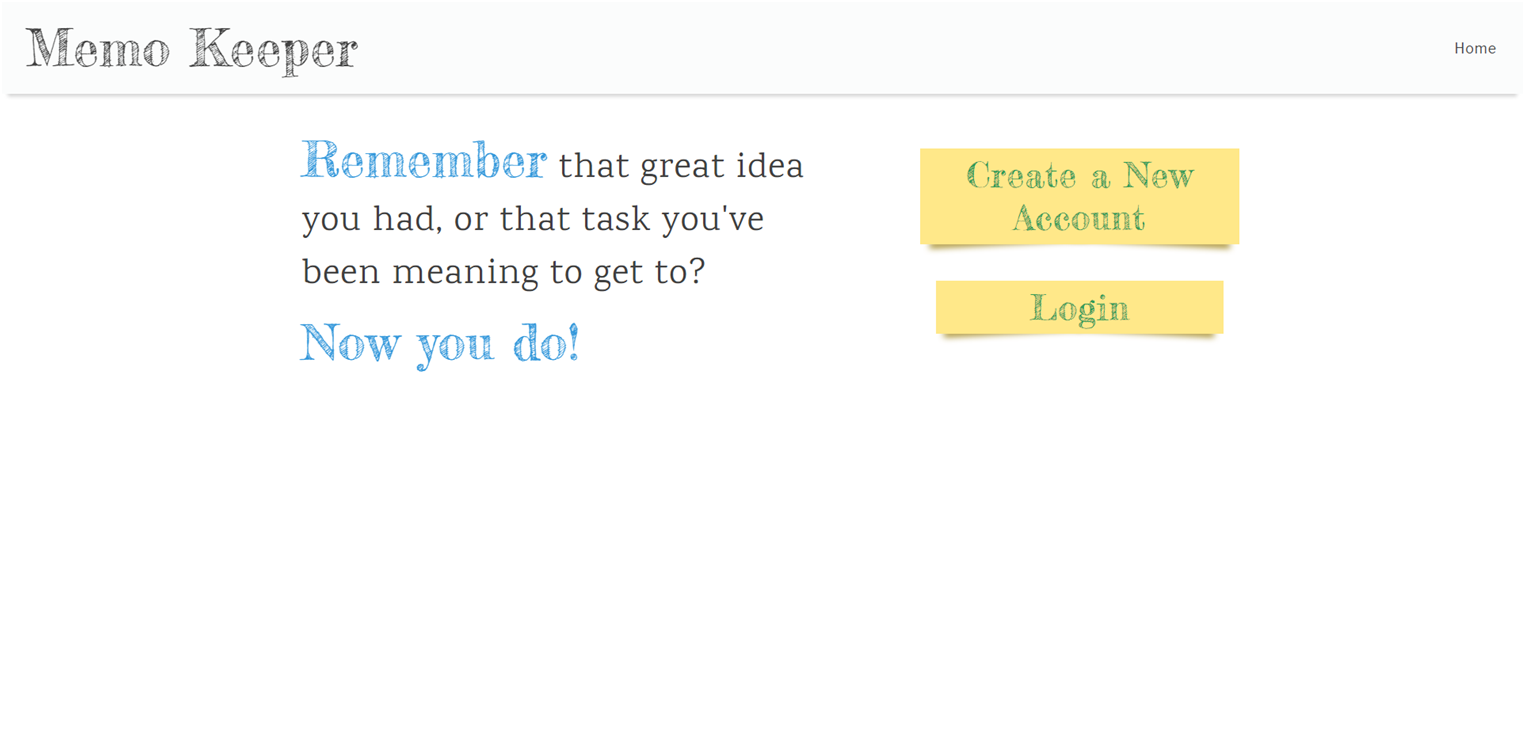 Memo Keeper
Home
Remember that great idea
you had, or that task you've
been meaning to get to?
Now you do!
Create a New
Account
Login